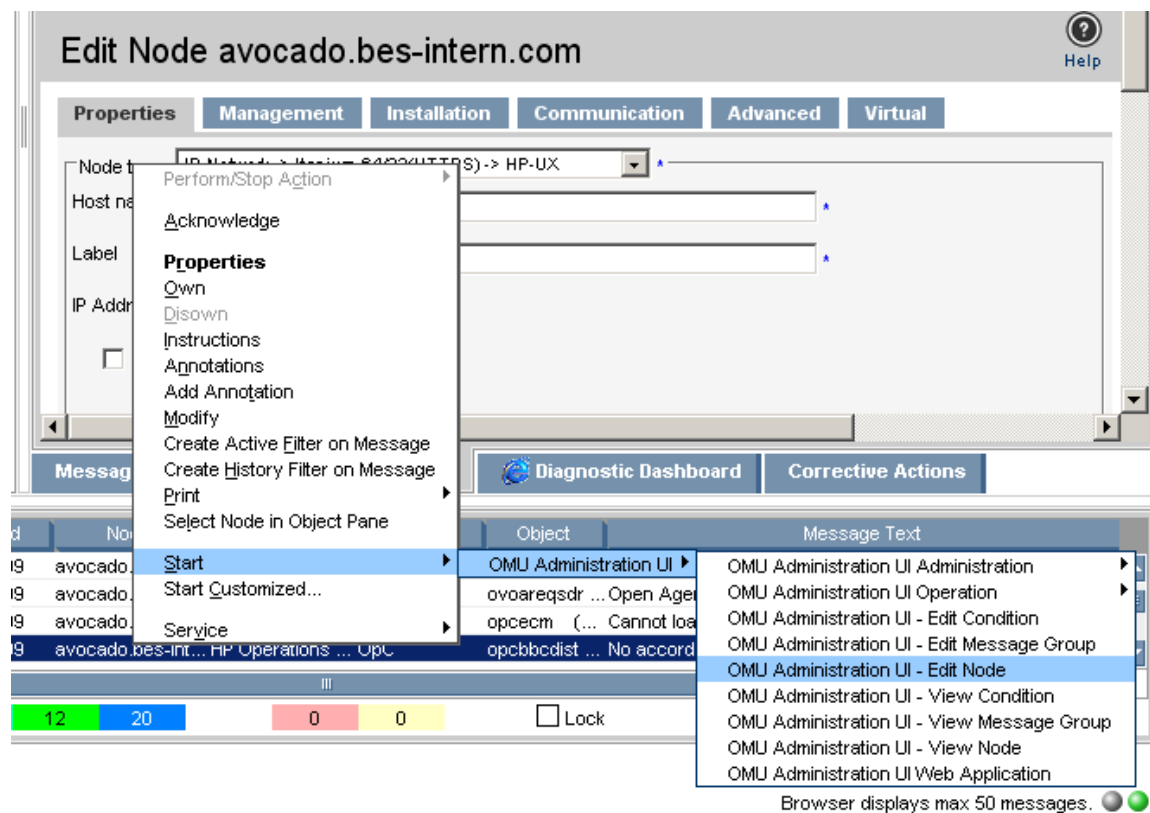 Edit Node avocado.bes-intern.com
Help
Properties Management Installation Communication Advanced Virtual
Node t
S) -> HP-UX *
Host na *
Label *
IP Addr
Perform/Stop Action
Acknowledge
Properties
Own
Disown
Instructions
Annotations
Add Annotation
Modify
Create Active Filter on Message
Create History Filter on Message
Print
Select Node in Object Pane
Start
Start Customized...
Service
Messag Diagnostic Dashboard Corrective Actions
d No Object Message Text
19 avocado. ovoareqsdr ... Open Agen
19 avocado. opcecm (... Cannot loa
19 avocado.bes-int... HP Operations ... OpC opcbbcdist ... No accord
OMU Administration UI
OMU Administration UI Administration
OMU Administration UI Operation
OMU Administration UI - Edit Condition
OMU Administration UI - Edit Message Group
OMU Administration UI - Edit Node
OMU Administration UI - View Condition
OMU Administration UI - View Message Group
OMU Administration UI - View Node
OMU Administration UI Web Application
12 20 0 0 Lock
Browser displays max 50 messages.